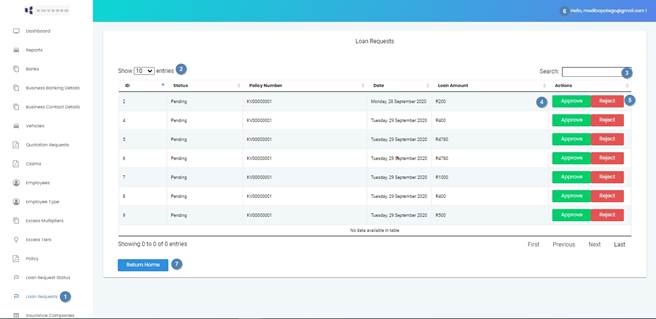 6 Hello, modibapotego@gmail.com !
Dashboard
Reports
Banks
Business Banking Details
Business Contact Details
Vehicles
Quotation Requests
Claims
Employees
Employee Type
Excess Multipliers
Excess Tiers
Policy
Loan Request Status
Loan Requests 1
Insurance Companies
Loan Requests
Show 10 entries 2
Search: 3
ID Status Policy Number Date Loan Amount Actions
2 Pending KV00000001 Monday, 28 September 2020 R200 4 Approve Reject 5
4 Pending KV00000001 Tuesday, 29 September 2020 R400 Approve Reject
5 Pending KV00000001 Tuesday, 29 September 2020 R4780 Approve Reject
6 Pending KV00000001 Tuesday, 29 September 2020 R4780 Approve Reject
7 Pending KV00000001 Tuesday, 29 September 2020 R1000 Approve Reject
8 Pending KV00000001 Tuesday, 29 September 2020 R400 Approve Reject
9 Pending KV00000001 Tuesday, 29 September 2020 R500 Approve Reject
No data available in table
Showing 0 to 0 of 0 entries
First Previous Next Last
Return Home 7